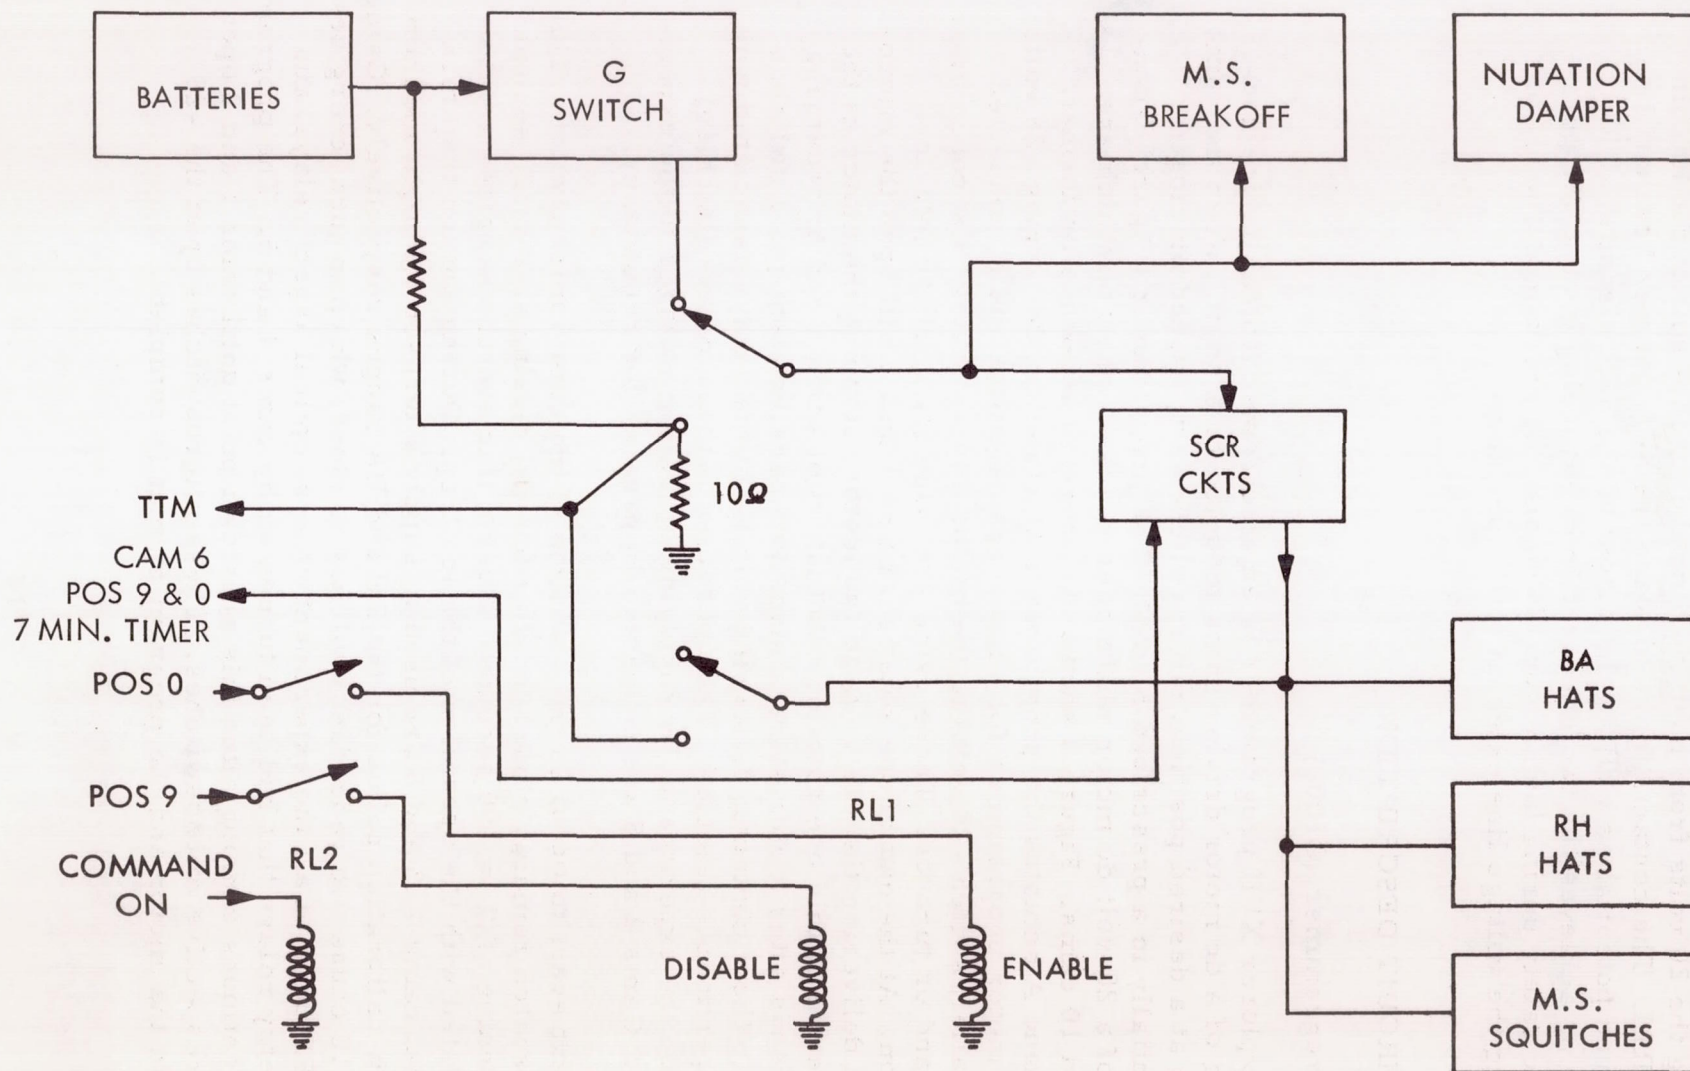 BATTERIES
G
SWITCH
M.S.
BREAKOFF
NUTATION
DAMPER
SCR
CKTS
10Ω
TTM
CAM 6
POS 9 & 0
7 MIN. TIMER
POS 0
POS 9
COMMAND
ON
RL2
RL1
DISABLE
ENABLE
BA
HATS
RH
HATS
M.S.
SQUITCHES